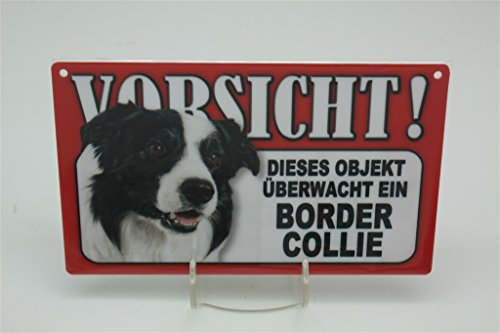 VORSICHT!
DIESES OBJEKT
ÜBERWACHT EIN
BORDER
COLLIE